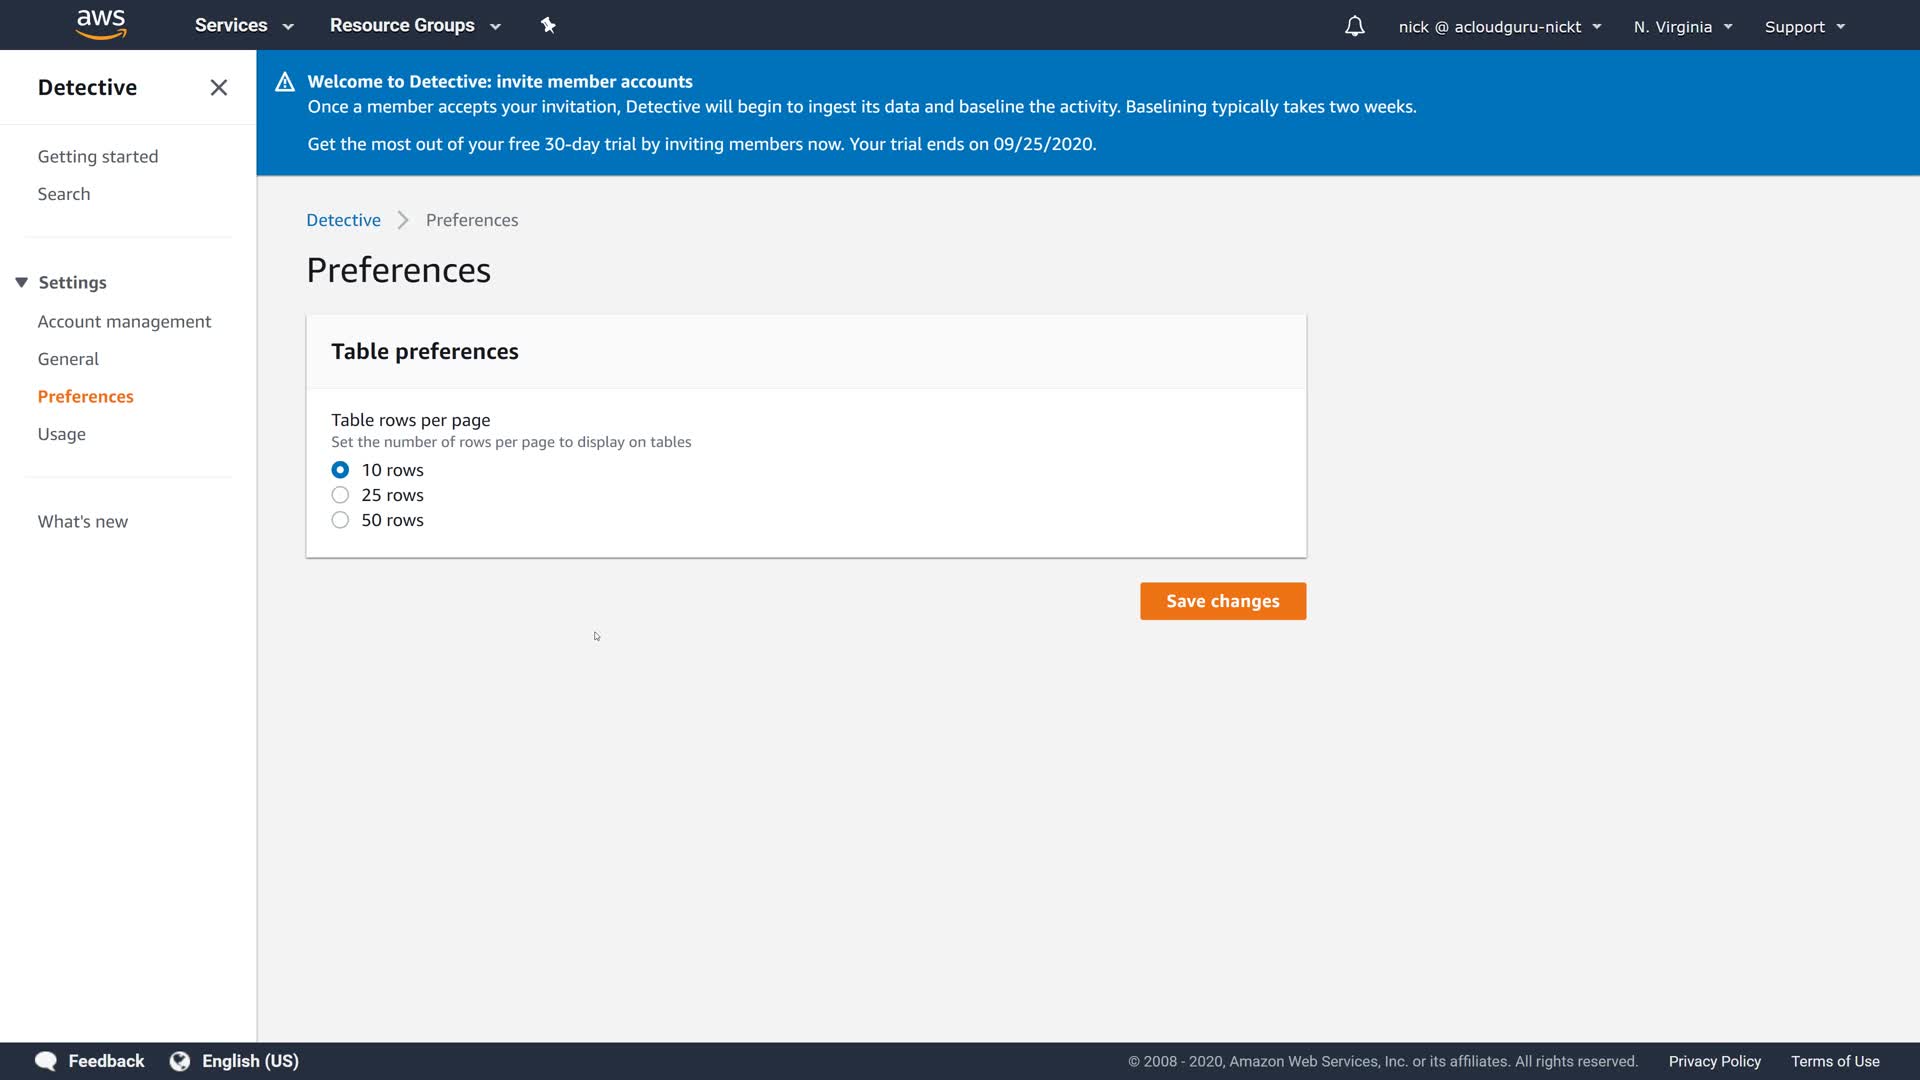 aws
Services
Resource Groups
nick @ acloudguru-nickt
N. Virginia
Support
Detective
Getting started
Search
Settings
Account management
General
Preferences
Usage
What's new
Welcome to Detective: invite member accounts
Once a member accepts your invitation, Detective will begin to ingest its data and baseline the activity. Baselining typically takes two weeks.
Get the most out of your free 30-day trial by inviting members now. Your trial ends on 09/25/2020.
Detective
Preferences
Preferences
Table preferences
Table rows per page
Set the number of rows per page to display on tables
10 rows
25 rows
50 rows
Save changes
Feedback
English (US)
© 2008 - 2020, Amazon Web Services, Inc. or its affiliates. All rights reserved.
Privacy Policy
Terms of Use